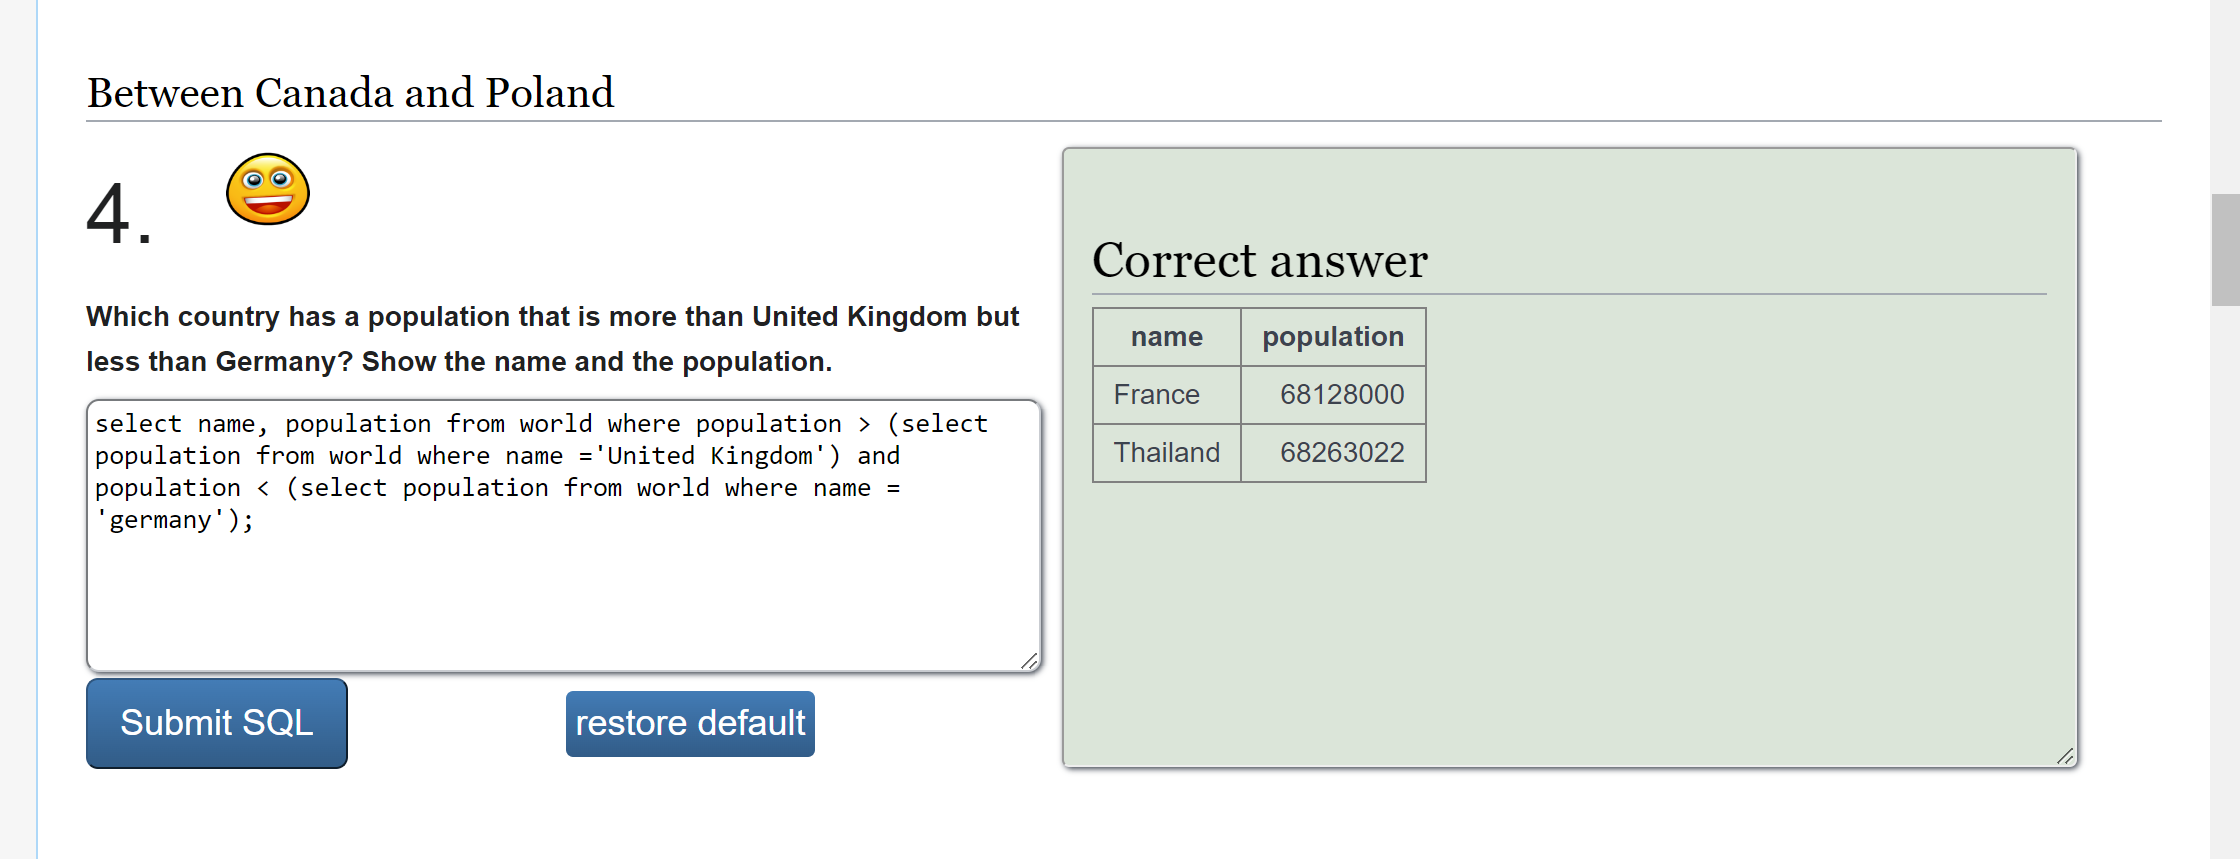 Between Canada and Poland
4.
Which country has a population that is more than United Kingdom but
less than Germany? Show the name and the population.
select name, population from world where population > (select
population from world where name ='United Kingdom') and
population < (select population from world where name =
'germany');
Submit SQL
restore default
Correct answer
name population
France 68128000
Thailand 68263022